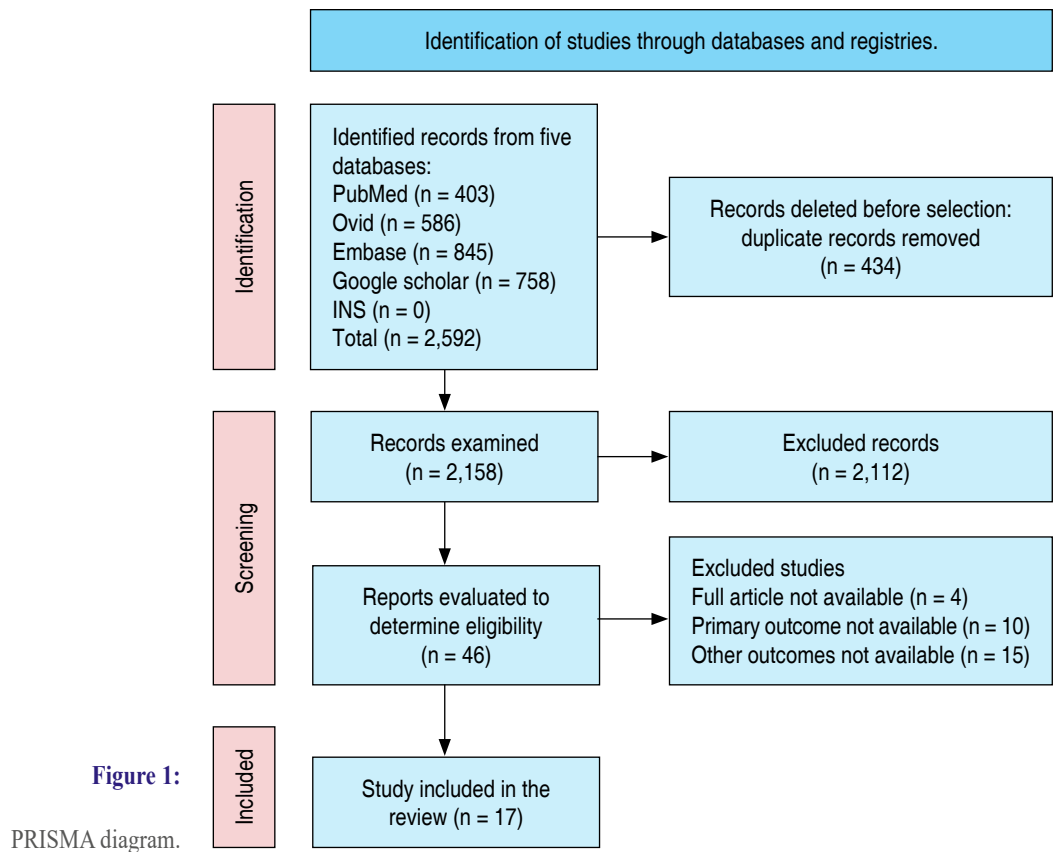 Identification of studies through databases and registries.
Identification
Identified records from five
databases:
PubMed (n = 403)
Ovid (n = 586)
Embase (n = 845)
Google scholar (n = 758)
INS (n = 0)
Total (n = 2,592)
Records deleted before selection:
duplicate records removed
(n = 434)
Screening
Records examined
(n = 2,158)
Excluded records
(n = 2,112)
Reports evaluated to
determine eligibility
(n = 46)
Excluded studies
Full article not available (n = 4)
Primary outcome not available (n = 10)
Other outcomes not available (n = 15)
Included
Study included in the
review (n = 17)
Figure 1:
PRISMA diagram.